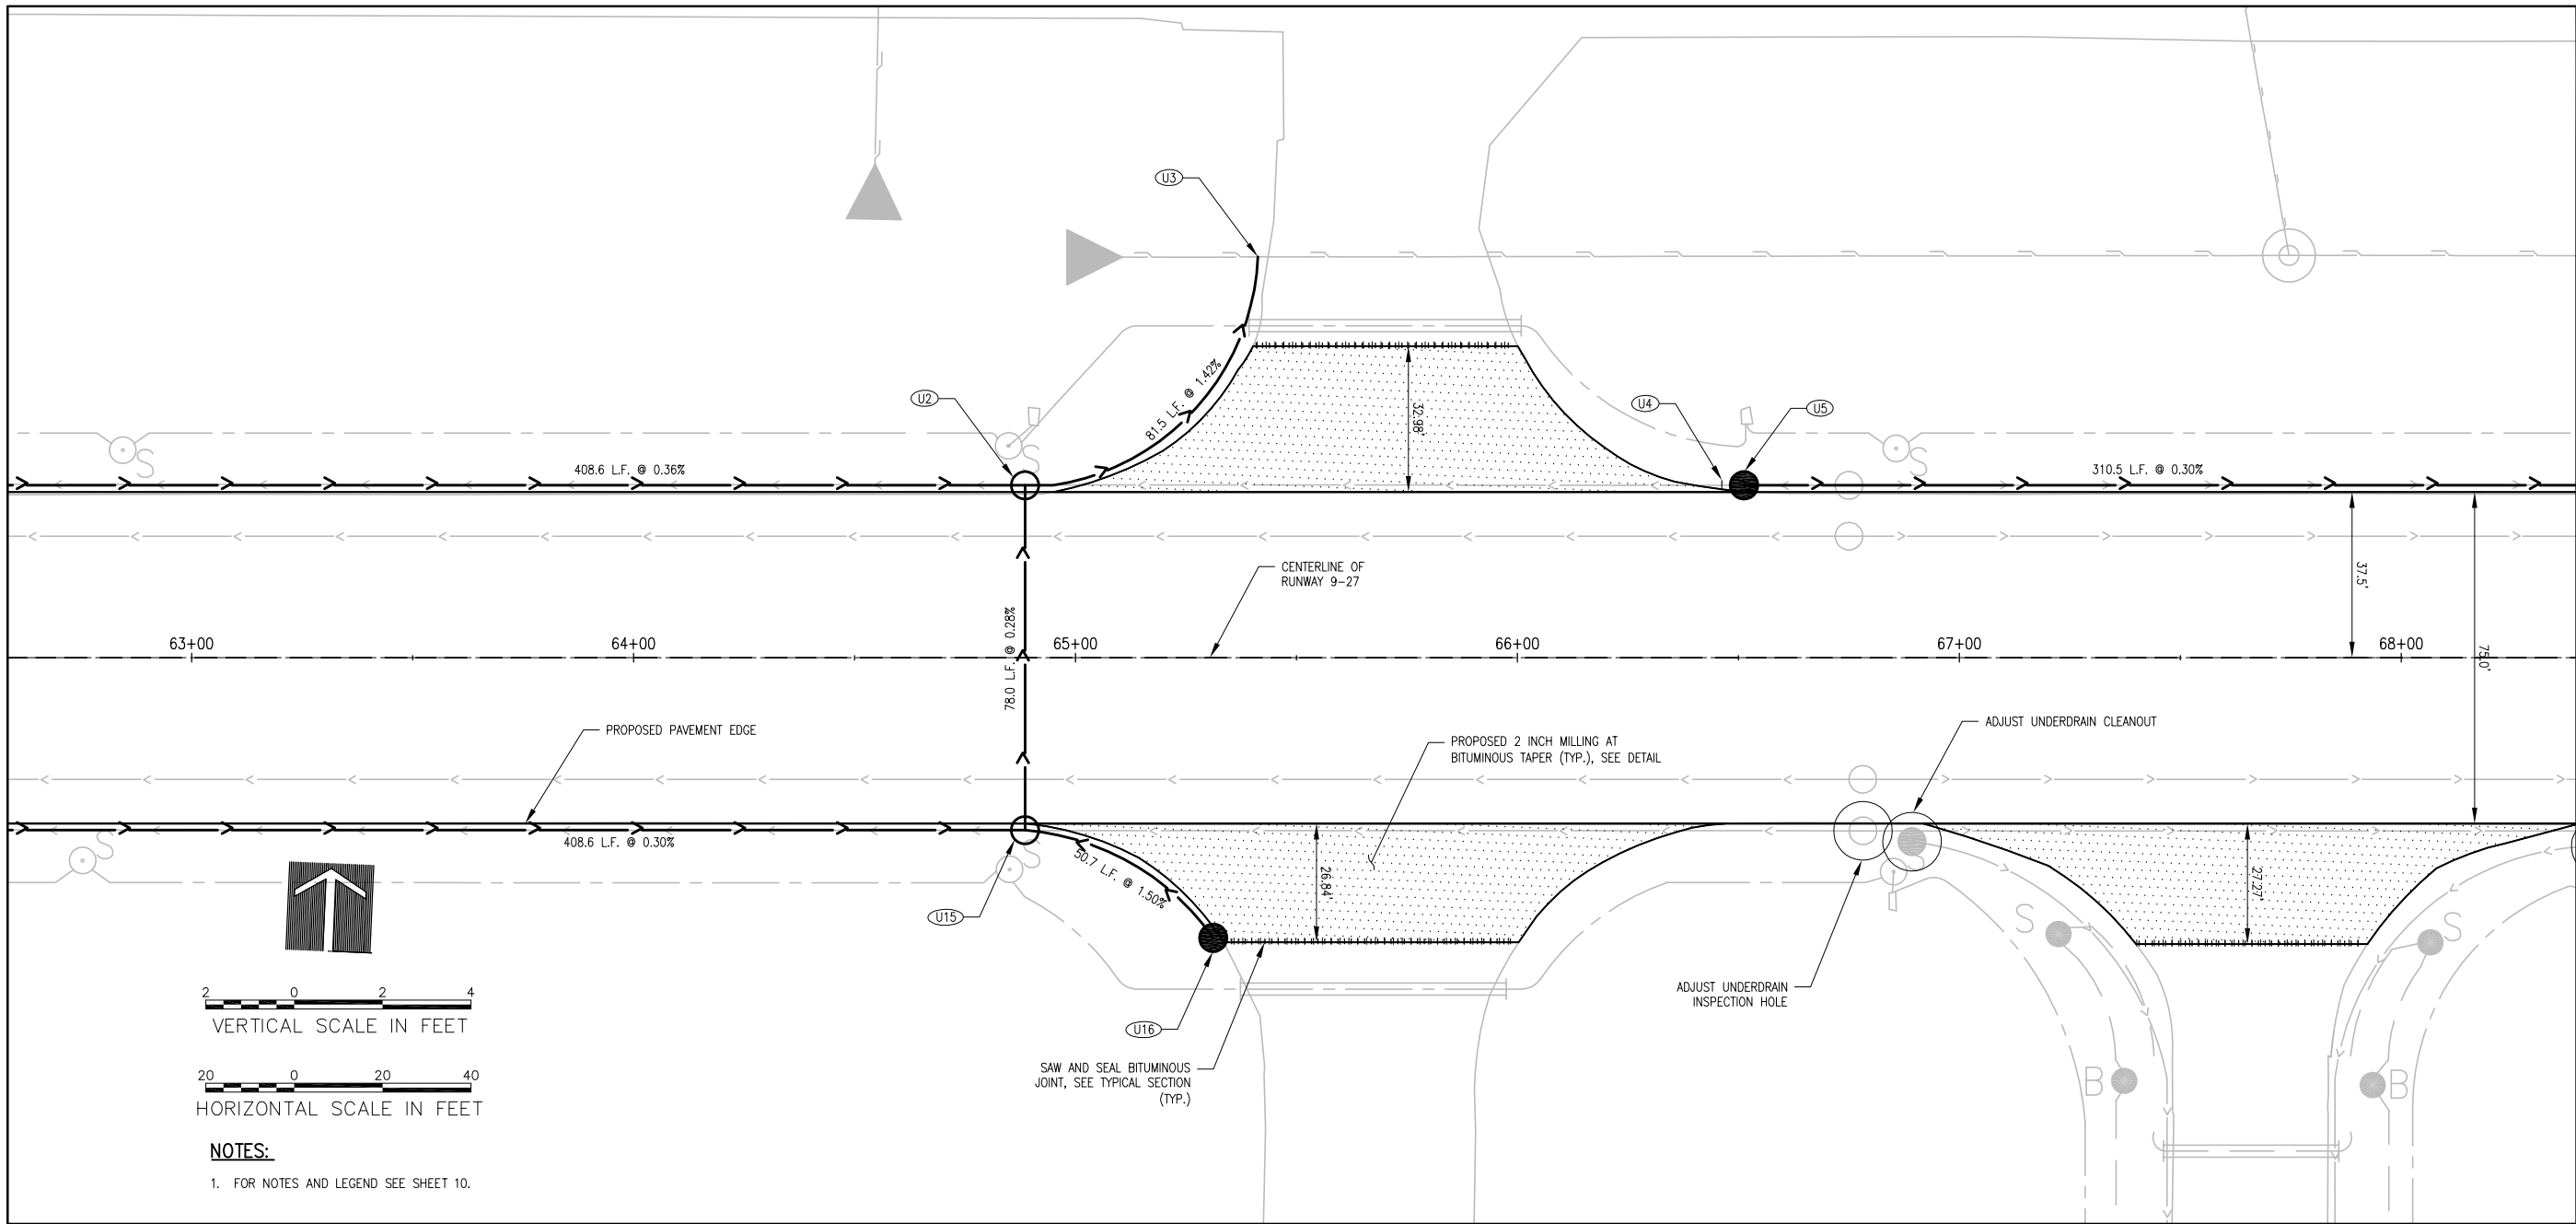 U3
81.5 L.F. @ 1.42%
U2
32.98'
U4
U5
S
S
S
408.6 L.F. @ 0.36%
310.5 L.F. @ 0.30%
CENTERLINE OF
RUNWAY 9-27
37.5'
78.0 L.F. @ 0.28%
63+00
64+00
65+00
66+00
67+00
68+00
75.0'
PROPOSED PAVEMENT EDGE
PROPOSED 2 INCH MILLING AT
BITUMINOUS TAPER (TYP.), SEE DETAIL
ADJUST UNDERDRAIN CLEANOUT
408.6 L.F. @ 0.30%
S
S
50.7 L.F. @ 1.50%
26.84'
27.27'
U15
S
S
ADJUST UNDERDRAIN
INSPECTION HOLE
U16
SAW AND SEAL BITUMINOUS
JOINT, SEE TYPICAL SECTION
(TYP.)
B
B
2 0 2 4
VERTICAL SCALE IN FEET
20 0 20 40
HORIZONTAL SCALE IN FEET
NOTES:
1. FOR NOTES AND LEGEND SEE SHEET 10.